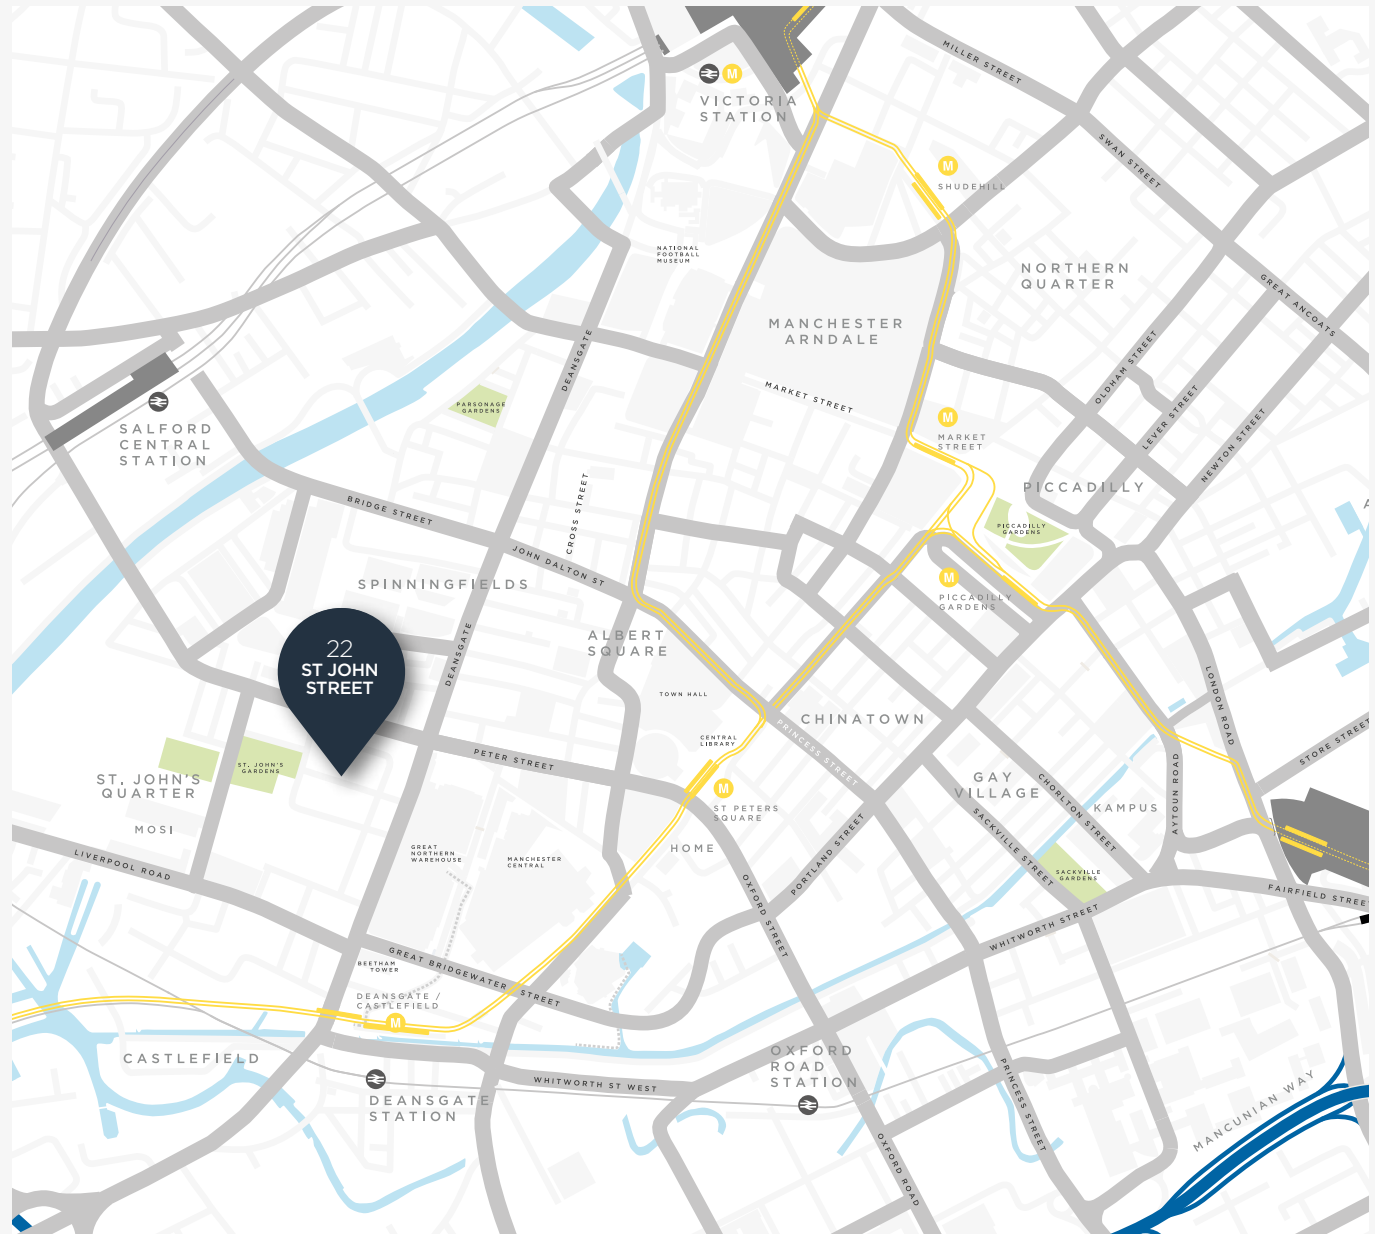 MILLER STREET
M
VICTORIA
STATION
SWAN STREET
M
SHUDEHILL
NATIONAL
FOOTBALL
MUSEUM
NORTHERN
QUARTER
GREAT ANCOATS
MANCHESTER
ARNDALE
DEANSGATE
OLDHAM STREET
MARKET STREET
PARSONAGE
GARDENS
LEVER STREET
NEWTON STREET
M
MARKET
STREET
SALFORD
CENTRAL
STATION
PICCADILLY
BRIDGE STREET
CROSS STREET
PICCADILLY
GARDENS
JOHN DALTON ST
SPINNINGFIELDS
M
PICCADILLY
GARDENS
ALBERT
SQUARE
22
ST JOHN
STREET
DEANSGATE
TOWN HALL
LONDON ROAD
CHINATOWN
CENTRAL
LIBRARY
PRINCESS STREET
STORE STREET
PETER STREET
ST. JOHN'S
GARDENS
ST. JOHN'S
QUARTER
M
ST PETERS
SQUARE
GAY
VILLAGE
CHORLTON STREET
KAMPUS
AYTOUN ROAD
MOSI
SACKVILLE STREET
PORTLAND STREET
HOME
GREAT
NORTHERN
WAREHOUSE
MANCHESTER
CENTRAL
LIVERPOOL ROAD
SACKVILLE
GARDENS
FAIRFIELD STREET
OXFORD STREET
WHITWORTH STREET
GREAT BRIDGEWATER STREET
BEETHAM
TOWER
DEANSGATE /
CASTLEFIELD
M
CASTLEFIELD
OXFORD
ROAD
STATION
WHITWORTH ST WEST
DEANSGATE
STATION
PRINCESS STREET
MANCUNIAN WAY
OXFORD ROAD